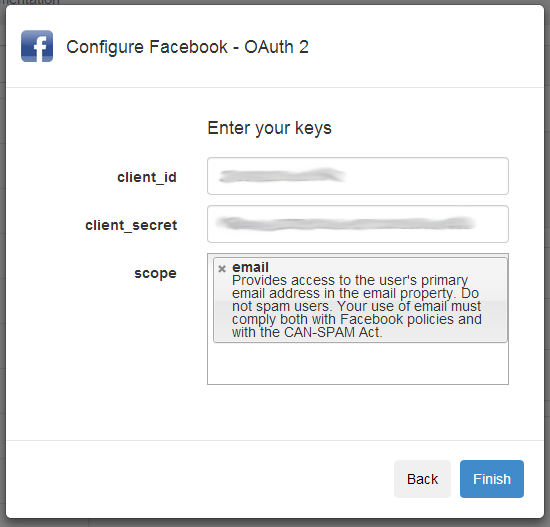 Configure Facebook - OAuth 2
Enter your keys
client_id
client_secret
scope
email
Provides access to the user's primary
email address in the email property. Do
not spam users. Your use of email must
comply both with Facebook policies and
with the CAN-SPAM Act.
Back
Finish